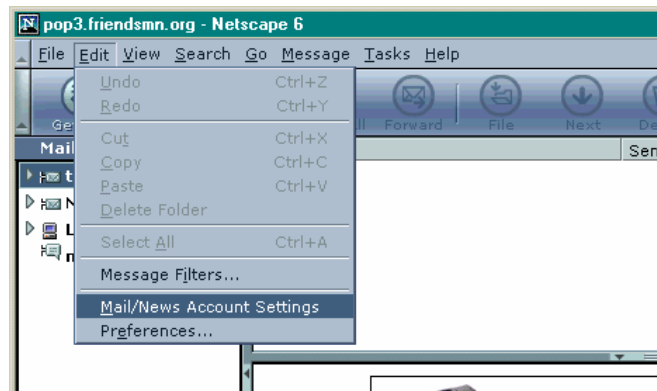 pop3.friendsmn.org - Netscape 6
File Edit View Search Go Message Tasks Help
Undo Ctrl+Z
Redo Ctrl+Y
Cut Ctrl+X
Copy Ctrl+C
Paste Ctrl+V
Delete Folder
Select All Ctrl+A
Message Filters...
Mail/News Account Settings
Preferences...
Forward File Next
Mail